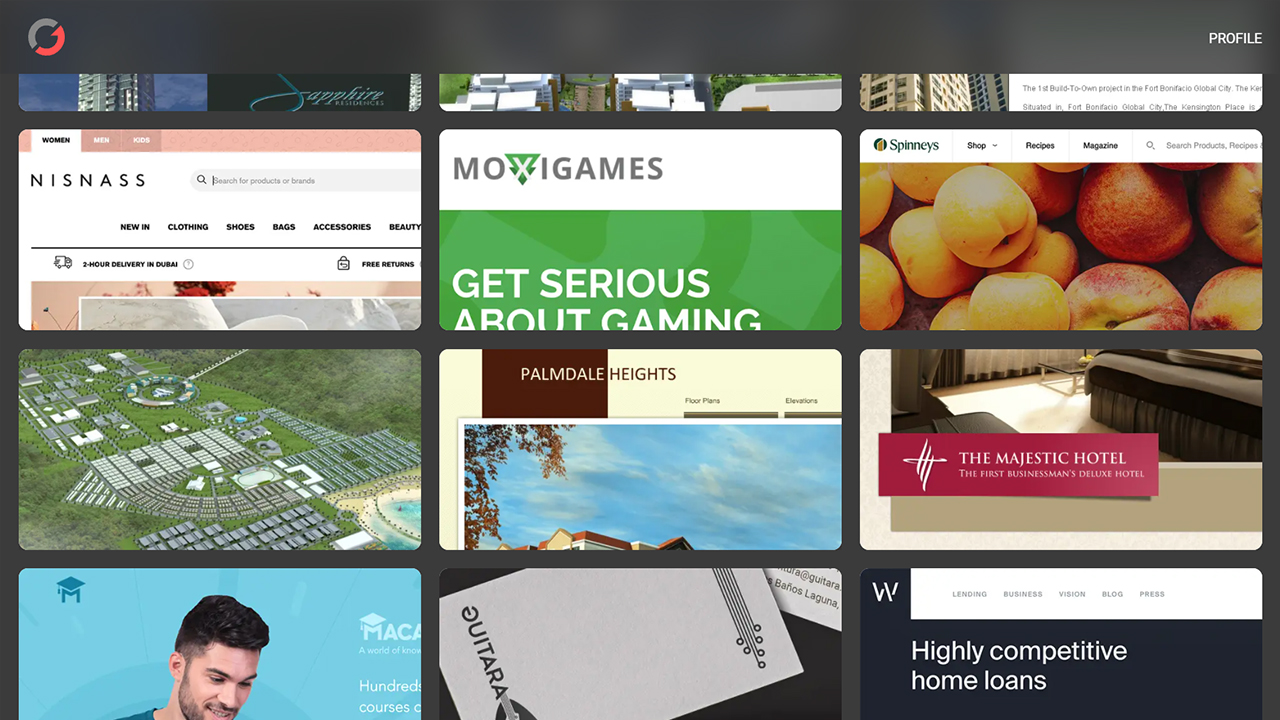 PROFILE
Sapphire
RESIDENCES
The 1st Build-To-Own project in the Fort Bonifacio Global City. The Ken
Situated in, Fort Bonifacio Global City,The Kensington Place is
WOMEN MEN KIDS
NISNASS
Search for products or brands
NEW IN CLOTHING SHOES BAGS ACCESSORIES BEAUTY
2-HOUR DELIVERY IN DUBAI ? FREE RETURNS
MOXIGAMES
GET SERIOUS
ABOUT GAMING
Spinneys Shop Recipes Magazine Search Products, Recipes &
PALMDALE HEIGHTS
Floor Plans Elevations
THE MAJESTIC HOTEL
THE FIRST BUSINESSMAN'S DELUXE HOTEL
MACA
A world of know
Hundreds
courses o
GUITARA
tura@guitara.
s Baños Laguna,
W LENDING BUSINESS VISION BLOG PRESS
Highly competitive
home loans